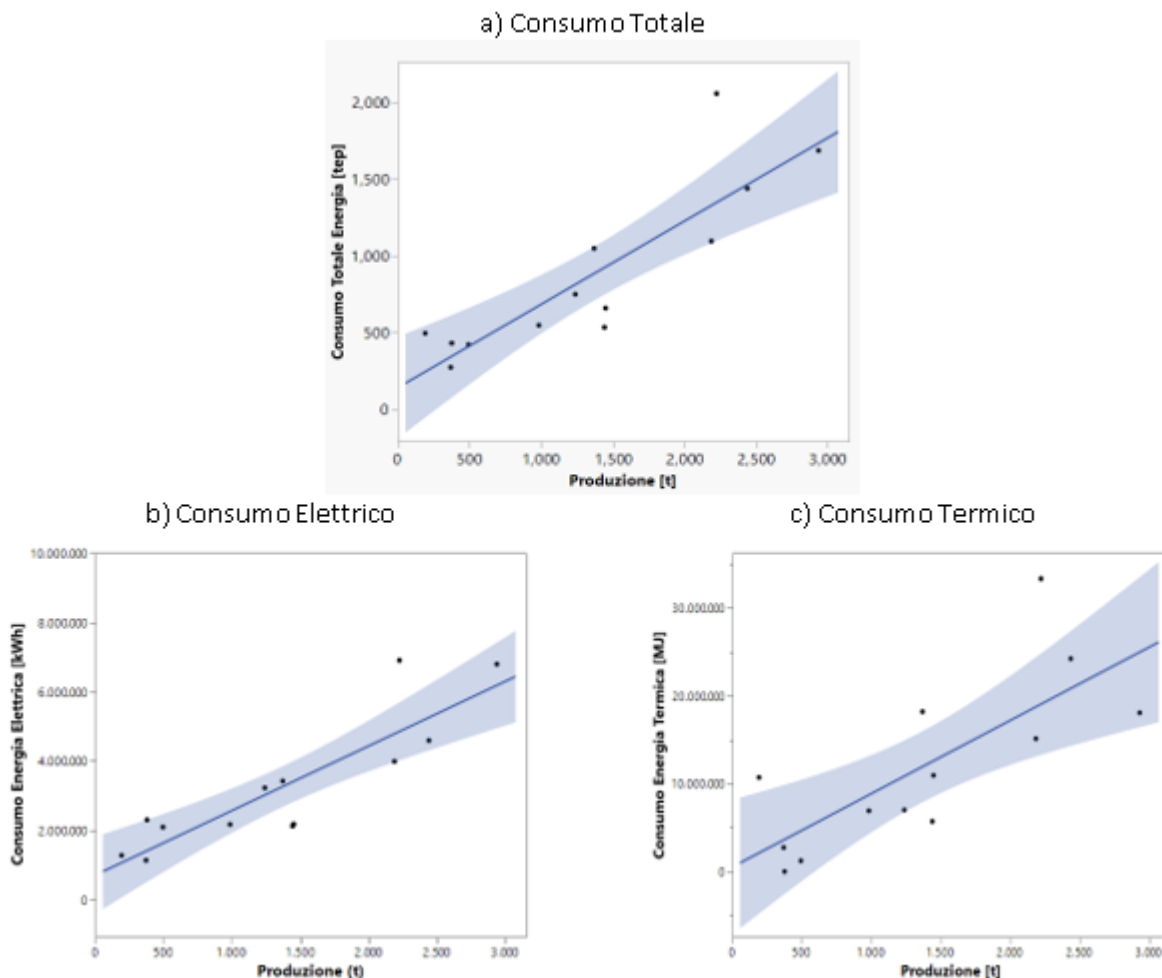 a) Consumo Totale
2,000
1,500
1,000
500
0
Consumo Totale Energia [tep]
0 500 1,000 1,500 2,000 2,500 3,000
Produzione [t]
b) Consumo Elettrico
10.000.000
8.000.000
6.000.000
4.000.000
2.000.000
0
Consumo Energia Elettrica [kWh]
0 500 1.000 1.500 2.000 2.500 3.000
Produzione (t)
c) Consumo Termico
30.000.000
20.000.000
10.000.000
0
Consumo Energia Termica [MJ]
0 500 1.000 1.500 2.000 2.500 3.000
Produzione [t]